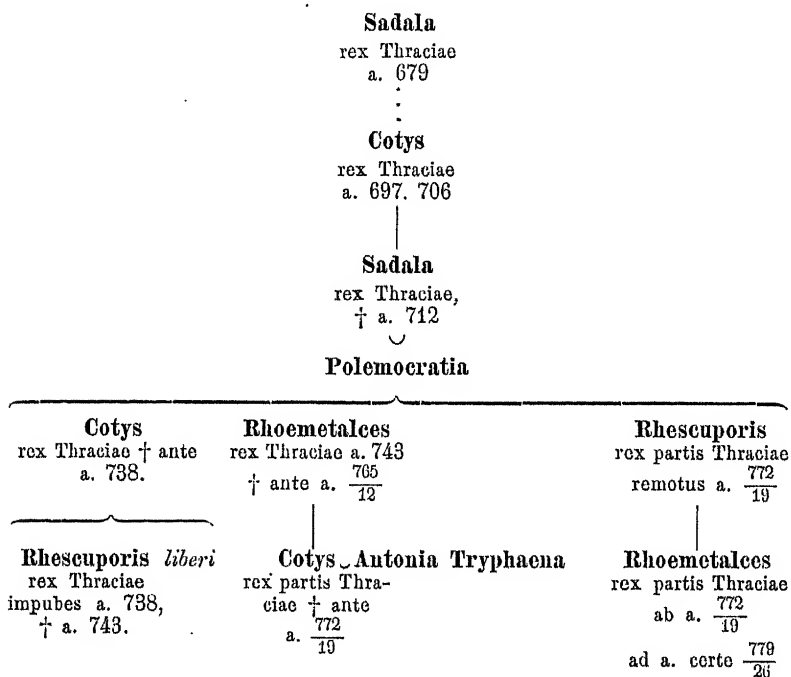 Sadala
rex Thraciae
a. 679
Cotys
rex Thraciae
a. 697. 706
Sadala
rex Thraciae,
† a. 712
Polemocratia
Cotys
rex Thraciae † ante
a. 738.
Rhoemetalces
rex Thraciae a. 743
† ante a. 765/12
Rhescuporis
rex partis Thraciae
remotus a. 772/19
Rhescuporis liberi
rex Thraciae
impubes a. 738,
† a. 743.
Cotys ‿ Antonia Tryphaena
rex partis Thra-
ciae † ante
a. 772/19
Rhoemetalces
rex partis Thraciae
ab a. 772/19
ad a. certe 779/26